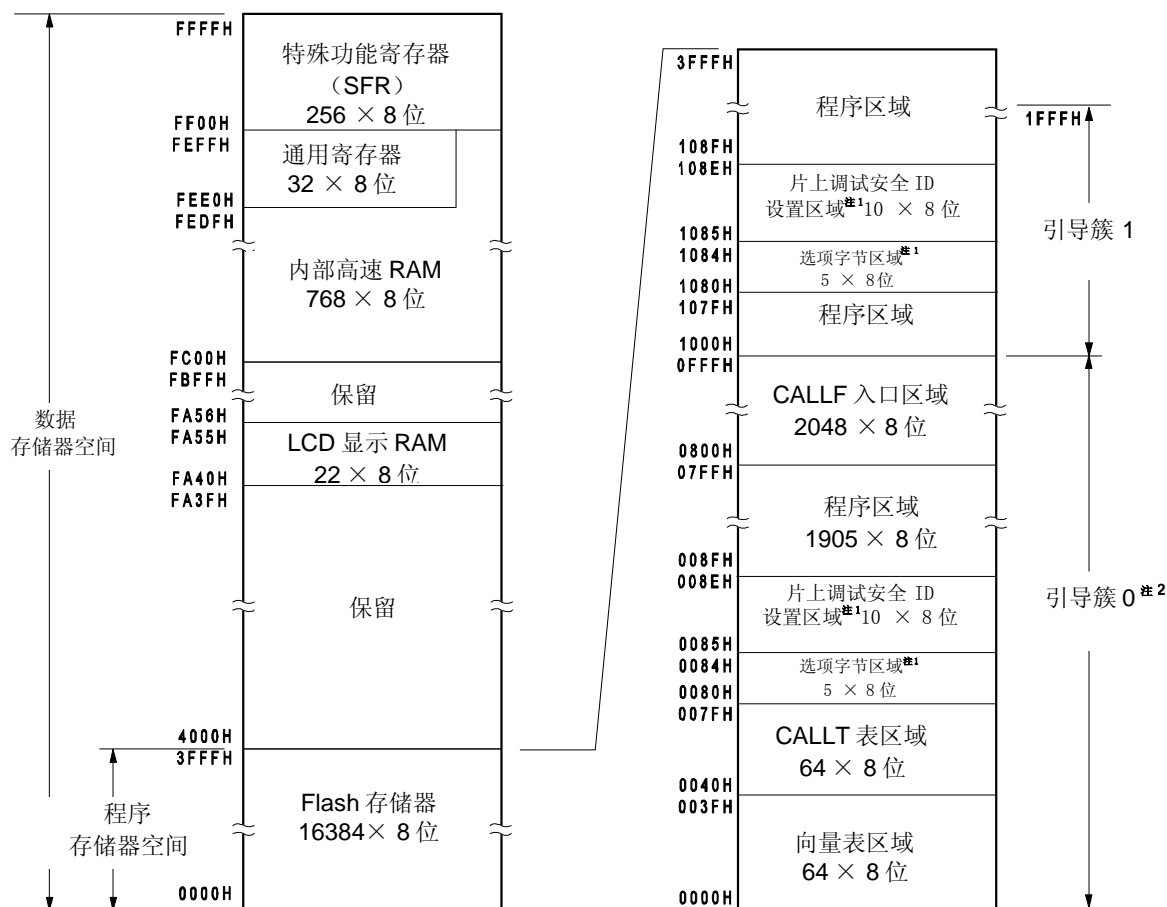 FFFFH
特殊功能寄存器
（SFR）
256 × 8 位
FF00H
FEFFH
通用寄存器
32 × 8 位
FEE0H
FEDFH
内部高速 RAM
768 × 8 位
FC00H
FBFFH
保留
FA56H
FA55H
LCD 显示 RAM
22 × 8 位
FA40H
FA3FH
保留
4000H
3FFFH
Flash 存储器
16384× 8 位
0000H
数据
存储器空间
程序
存储器空间
3FFFH
程序区域
108FH
108EH
片上调试安全 ID
设置区域注1 10 × 8 位
1085H
1084H
选项字节区域注1
5 × 8位
1080H
107FH
程序区域
1000H
0FFFH
CALLF 入口区域
2048 × 8 位
0800H
07FFH
程序区域
1905 × 8 位
008FH
008EH
片上调试安全 ID
设置区域注1 10 × 8 位
0085H
0084H
选项字节区域注1
5 × 8位
0080H
007FH
CALLT 表区域
64 × 8 位
0040H
003FH
向量表区域
64 × 8 位
0000H
1FFFH
引导簇 1
引导簇 0 注2